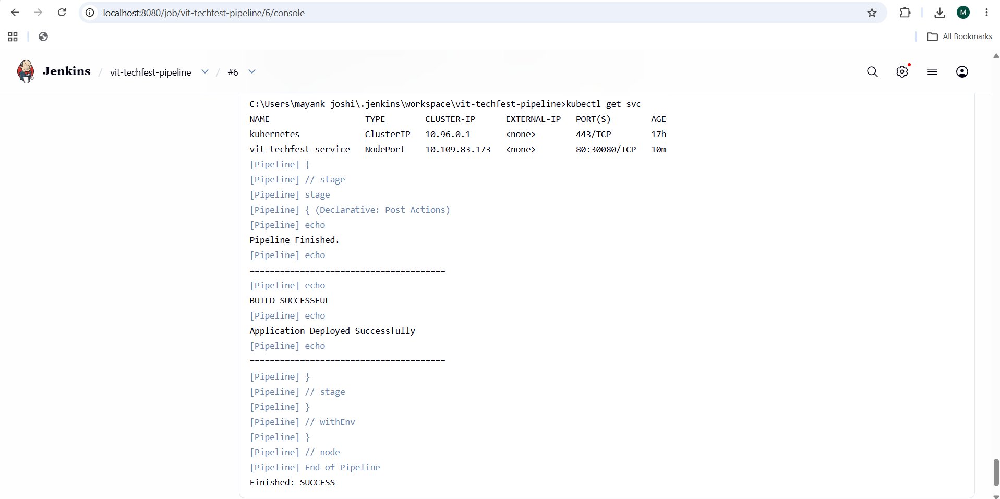 localhost:8080/job/vit-techfest-pipeline/6/console
M
All Bookmarks
Jenkins / vit-techfest-pipeline / #6
C:\Users\mayank joshi\.jenkins\workspace\vit-techfest-pipeline>kubectl get svc
NAME TYPE CLUSTER-IP EXTERNAL-IP PORT(S) AGE
kubernetes ClusterIP 10.96.0.1 <none> 443/TCP 17h
vit-techfest-service NodePort 10.109.83.173 <none> 80:30080/TCP 10m
[Pipeline] }
[Pipeline] // stage
[Pipeline] stage
[Pipeline] { (Declarative: Post Actions)
[Pipeline] echo
Pipeline Finished.
[Pipeline] echo
=======================================
[Pipeline] echo
BUILD SUCCESSFUL
[Pipeline] echo
Application Deployed Successfully
[Pipeline] echo
=======================================
[Pipeline] }
[Pipeline] // stage
[Pipeline] }
[Pipeline] // withEnv
[Pipeline] }
[Pipeline] // node
[Pipeline] End of Pipeline
Finished: SUCCESS